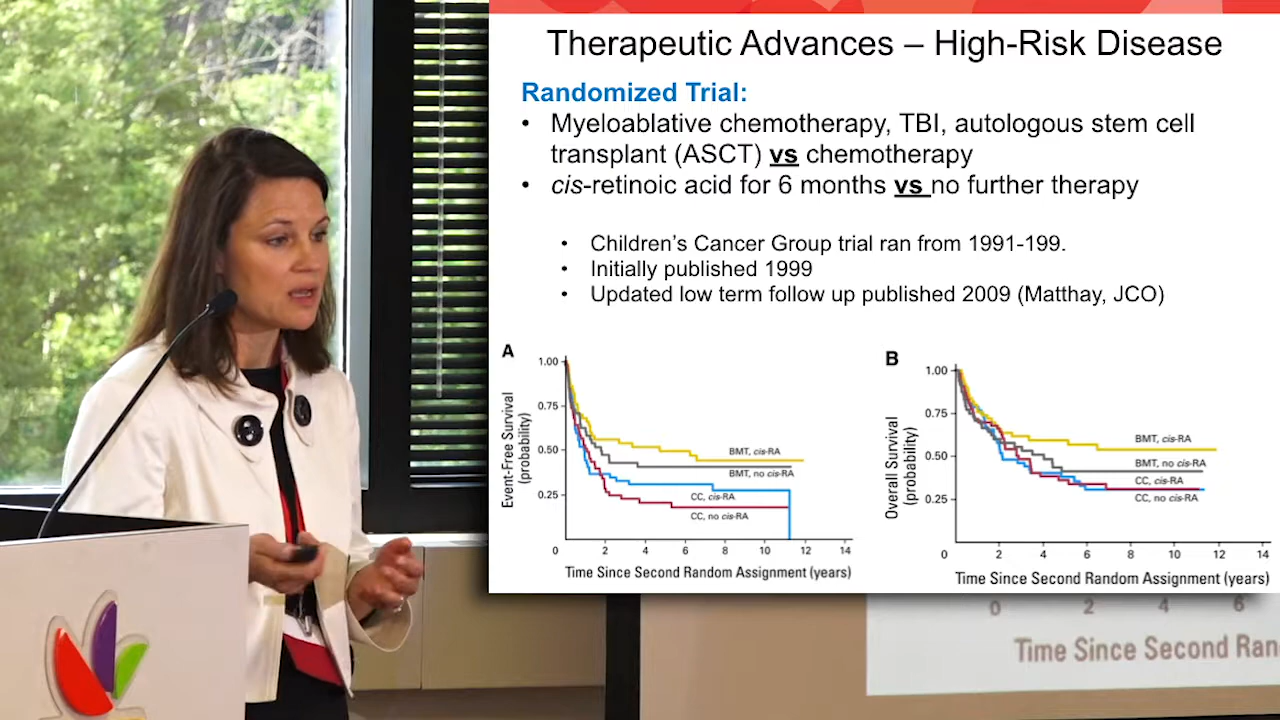 Therapeutic Advances – High-Risk Disease
Randomized Trial:
• Myeloablative chemotherapy, TBI, autologous stem cell
transplant (ASCT) vs chemotherapy
• cis-retinoic acid for 6 months vs no further therapy
• Children's Cancer Group trial ran from 1991-199.
• Initially published 1999
• Updated low term follow up published 2009 (Matthay, JCO)
A
Event-Free Survival
(probability)
1.00
0.75
0.50
0.25
BMT, cis-RA
BMT, no cis-RA
CC, cis-RA
CC, no cis-RA
0 2 4 6 8 10 12 14
Time Since Second Random Assignment (years)
B
Overall Survival
(probability)
1.00
0.75
0.50
0.25
BMT, cis-RA
BMT, no cis-RA
CC, cis-RA
CC, no cis-RA
0 2 4 6 8 10 12 14
Time Since Second Random Assignment (years)
0 2 4 6
Time Since Second Ran